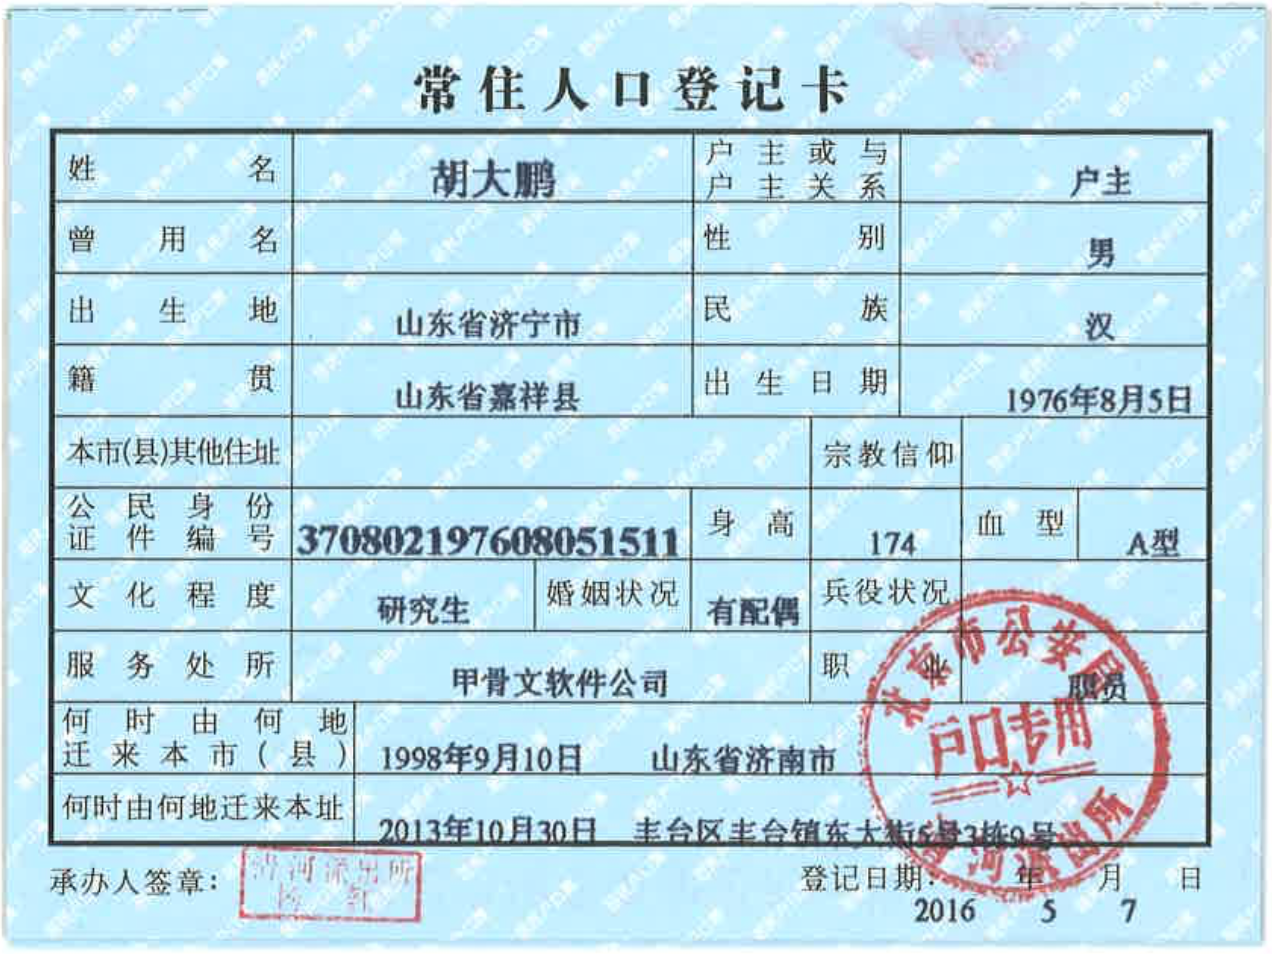 常住人口登记卡
姓名 胡大鹏 户主或与户主关系 户主
曾用名 性别 男
出生地 山东省济宁市 民族 汉
籍贯 山东省嘉祥县 出生日期 1976年8月5日
本市(县)其他住址 宗教信仰
公民身份证件编号 370802197608051511 身高 174 血型 A型
文化程度 研究生 婚姻状况 有配偶 兵役状况
服务处所 甲骨文软件公司 职业 职员
何时由何地迁来本市(县) 1998年9月10日 山东省济南市
何时由何地迁来本址 2013年10月30日 丰台区丰台镇东大街5号3栋9号
北京市公安局
户口专用
清河派出所
承办人签章：
清河派出所
登记日期： 年 月 日
2016 5 7